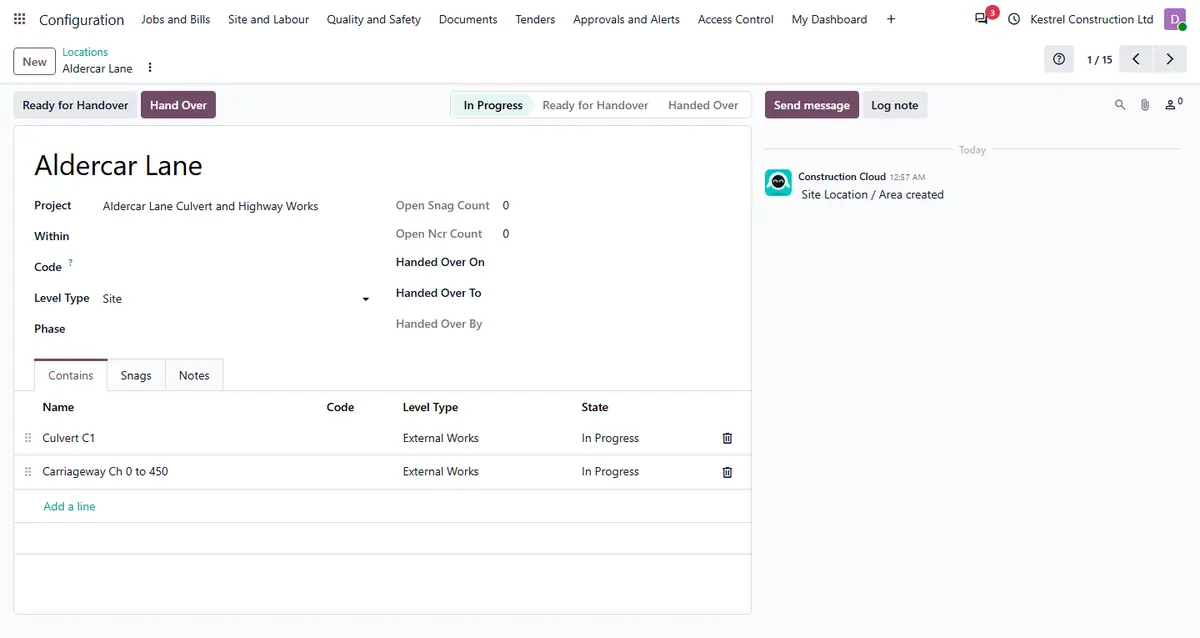 Configuration Jobs and Bills Site and Labour Quality and Safety Documents Tenders Approvals and Alerts Access Control My Dashboard + 3 Kestrel Construction Ltd D
New Locations
Aldercar Lane
1 / 15
Ready for Handover Hand Over In Progress Ready for Handover Handed Over Send message Log note 0
Aldercar Lane
Today
Construction Cloud 12:57 AM
Site Location / Area created
Project Aldercar Lane Culvert and Highway Works Open Snag Count 0
Within Open Ncr Count 0
Code ? Handed Over On
Level Type Site Handed Over To
Phase Handed Over By
Contains Snags Notes
Name Code Level Type State
Culvert C1 External Works In Progress
Carriageway Ch 0 to 450 External Works In Progress
Add a line